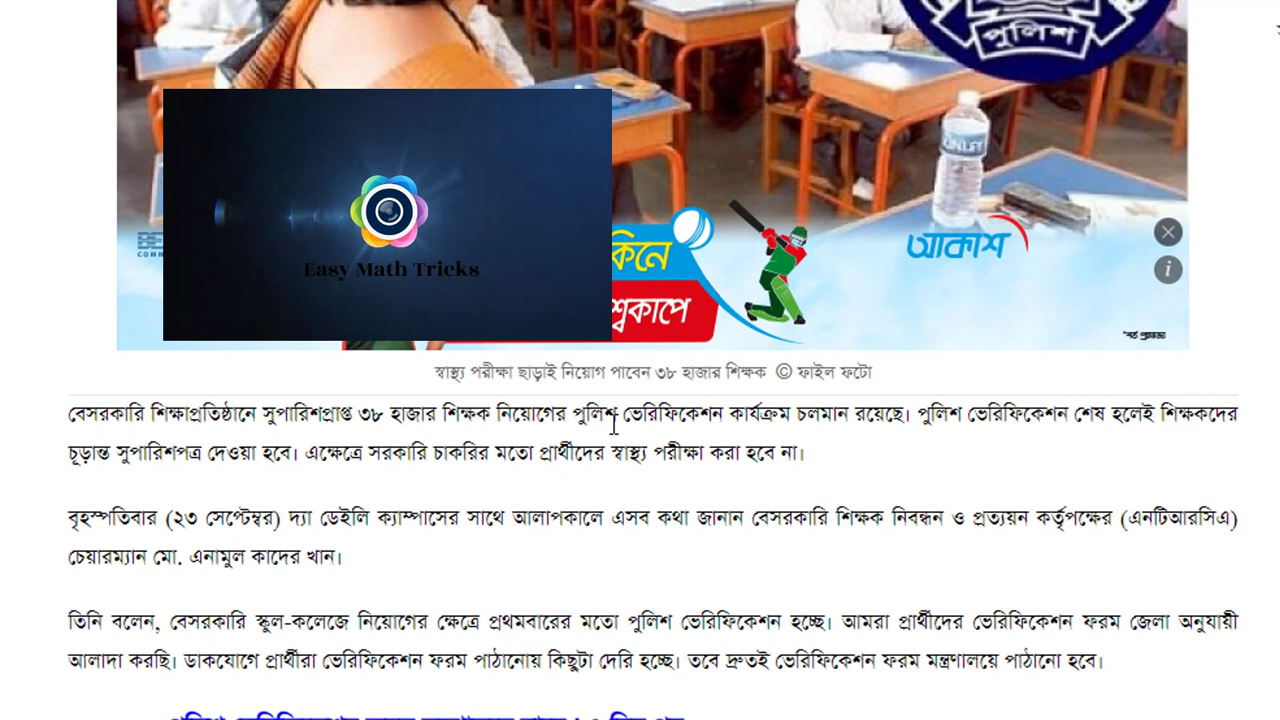 পুলিশ
KINLEY
Easy Math Tricks
কিনে
আকাশ
শ্বকাপে
স্বাস্থ্য পরীক্ষা ছাড়াই নিয়োগ পাবেন ৩৮ হাজার শিক্ষক © ফাইল ফটো
বেসরকারি শিক্ষাপ্রতিষ্ঠানে সুপারিশপ্রাপ্ত ৩৮ হাজার শিক্ষক নিয়োগের পুলিশ ভেরিফিকেশন কার্যক্রম চলমান রয়েছে। পুলিশ ভেরিফিকেশন শেষ হলেই শিক্ষকদের
চূড়ান্ত সুপারিশপত্র দেওয়া হবে। এক্ষেত্রে সরকারি চাকরির মতো প্রার্থীদের স্বাস্থ্য পরীক্ষা করা হবে না।
বৃহস্পতিবার (২৩ সেপ্টেম্বর) দ্যা ডেইলি ক্যাম্পাসের সাথে আলাপকালে এসব কথা জানান বেসরকারি শিক্ষক নিবন্ধন ও প্রত্যয়ন কর্তৃপক্ষের (এনটিআরসিএ)
চেয়ারম্যান মো. এনামুল কাদের খান।
তিনি বলেন, বেসরকারি স্কুল-কলেজে নিয়োগের ক্ষেত্রে প্রথমবারের মতো পুলিশ ভেরিফিকেশন হচ্ছে। আমরা প্রার্থীদের ভেরিফিকেশন ফরম জেলা অনুযায়ী
আলাদা করছি। ডাকযোগে প্রার্থীরা ভেরিফিকেশন ফরম পাঠানোয় কিছুটা দেরি হচ্ছে। তবে দ্রুতই ভেরিফিকেশন ফরম মন্ত্রণালয়ে পাঠানো হবে।